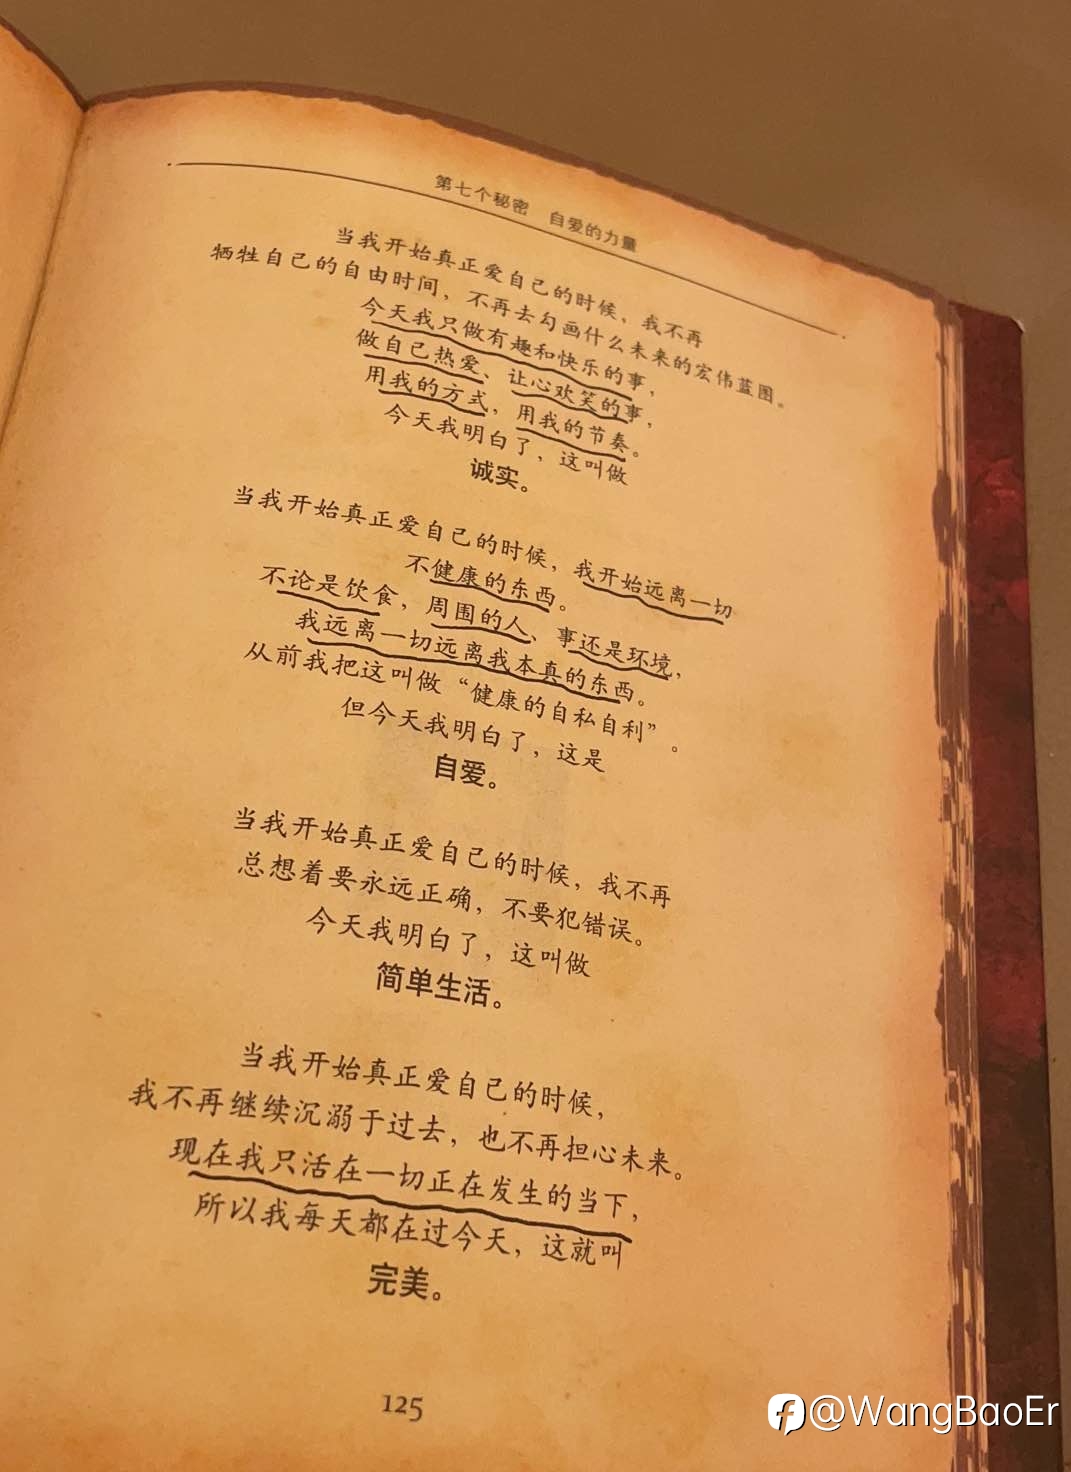 第七个秘密　自爱的力量
当我开始真正爱自己的时候，我不再
牺牲自己的自由时间，不再去勾画什么未来的宏伟蓝图。
今天我只做有趣和快乐的事，
做自己热爱、让心欢笑的事，
用我的方式，用我的节奏。
今天我明白了，这叫做
诚实。
当我开始真正爱自己的时候，我开始远离一切
不健康的东西。
不论是饮食，周围的人、事还是环境，
我远离一切远离我本真的东西。
从前我把这叫做“健康的自私自利”。
但今天我明白了，这是
自爱。
当我开始真正爱自己的时候，我不再
总想着要永远正确，不要犯错误。
今天我明白了，这叫做
简单生活。
当我开始真正爱自己的时候，
我不再继续沉溺于过去，也不再担心未来。
现在我只活在一切正在发生的当下，
所以我每天都在过今天，这就叫
完美。
125
@WangBaoEr